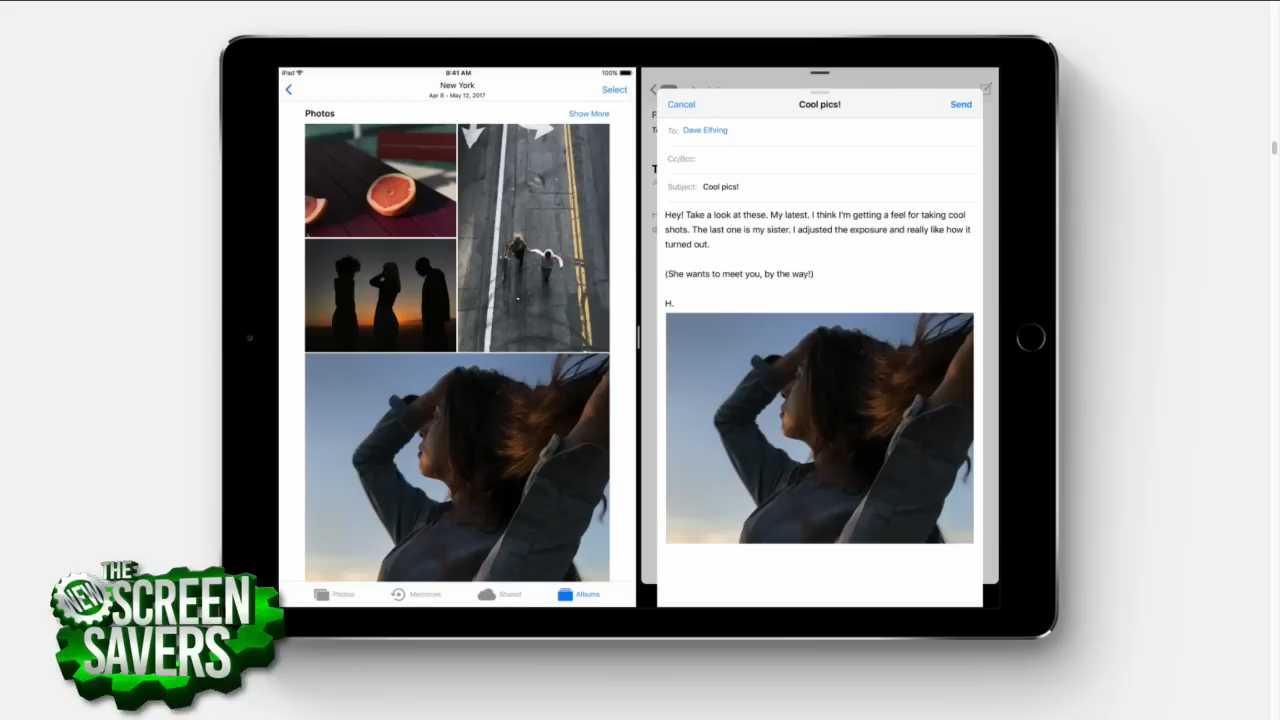 iPad
9:41 AM
100%
New York
Apr 8 – May 12, 2017
Select
Photos
Show More
Photos
Memories
Shared
Albums
Cancel
Cool pics!
Send
To: Dave Elfving
Cc/Bcc:
Subject: Cool pics!
Hey! Take a look at these. My latest. I think I'm getting a feel for taking cool
shots. The last one is my sister. I adjusted the exposure and really like how it
turned out.
(She wants to meet you, by the way!)
H.
THE
NEW
SCREEN
SAVERS